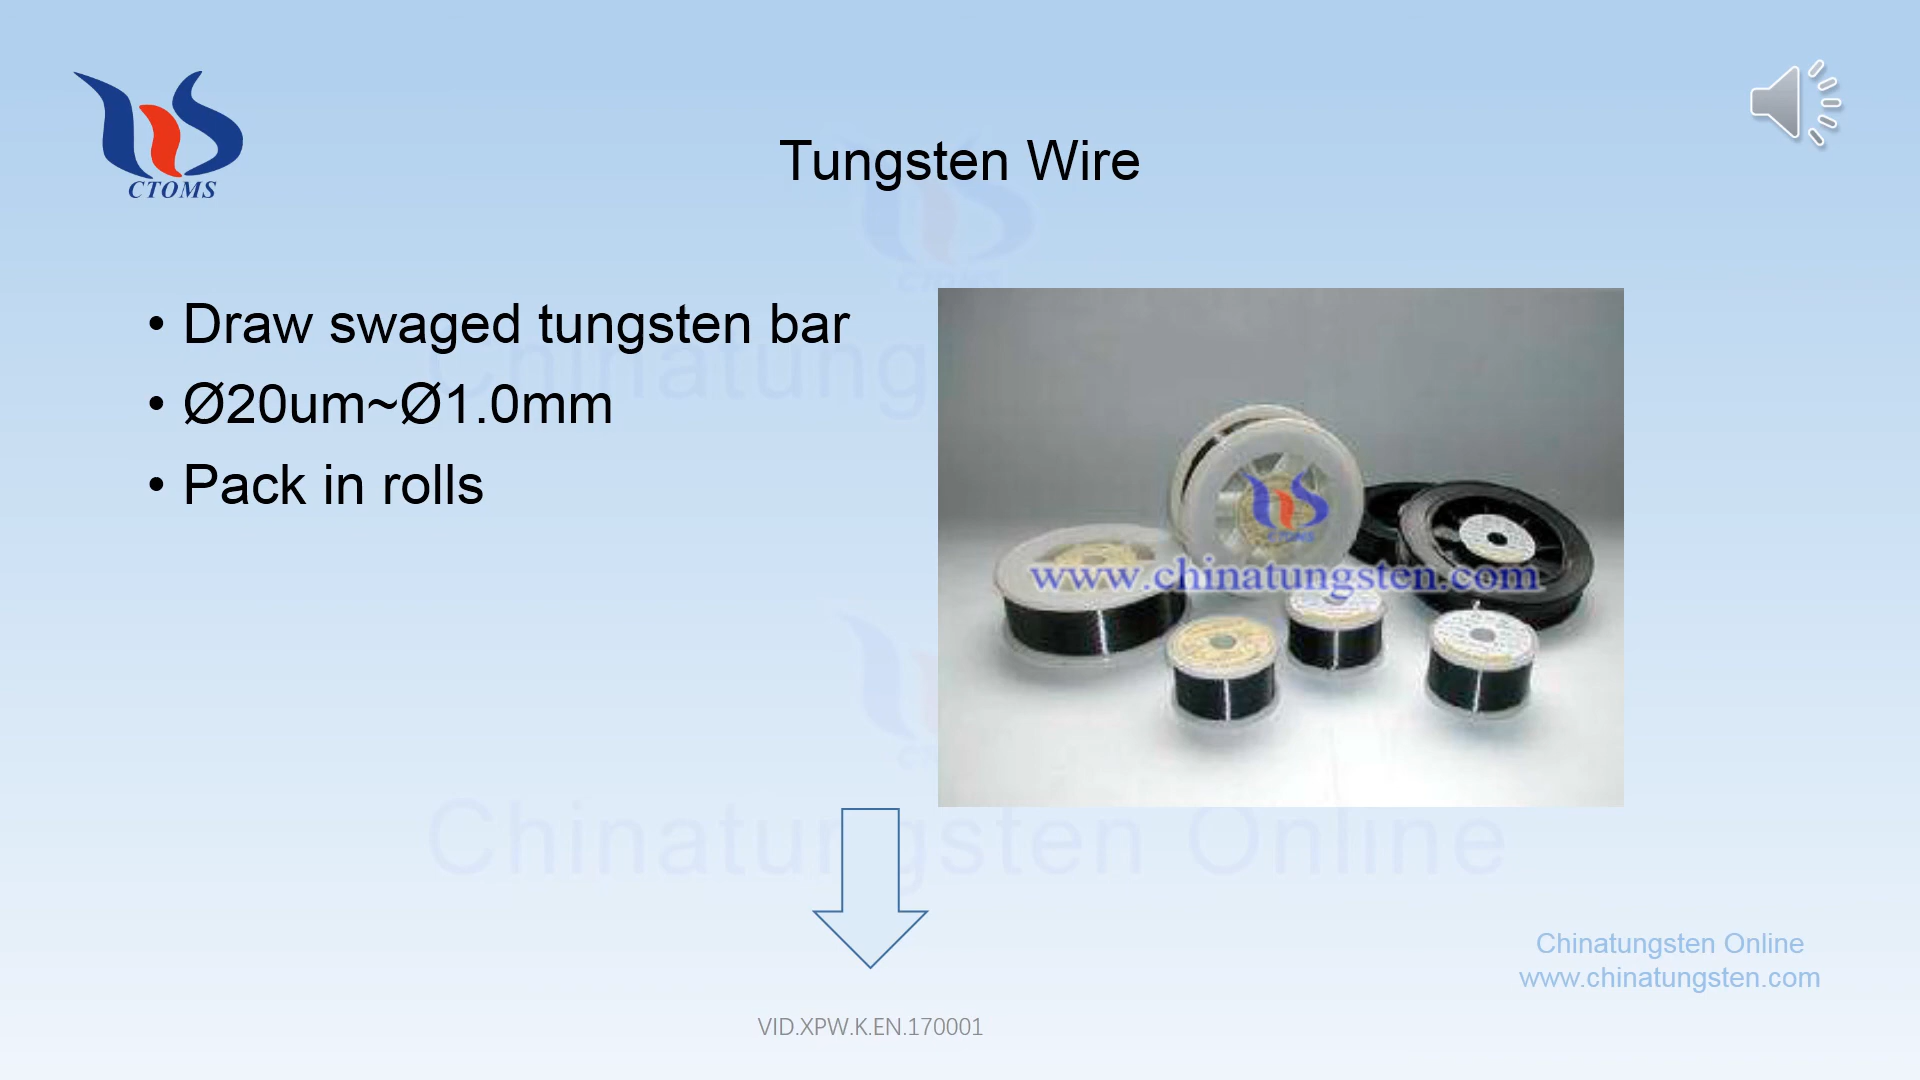 CTOMS
Tungsten Wire
• Draw swaged tungsten bar
• Ø20um~Ø1.0mm
• Pack in rolls
CTOMS
www.chinatungsten.com
Chinatungsten Online
Chinatungsten Online
www.chinatungsten.com
VID.XPW.K.EN.170001